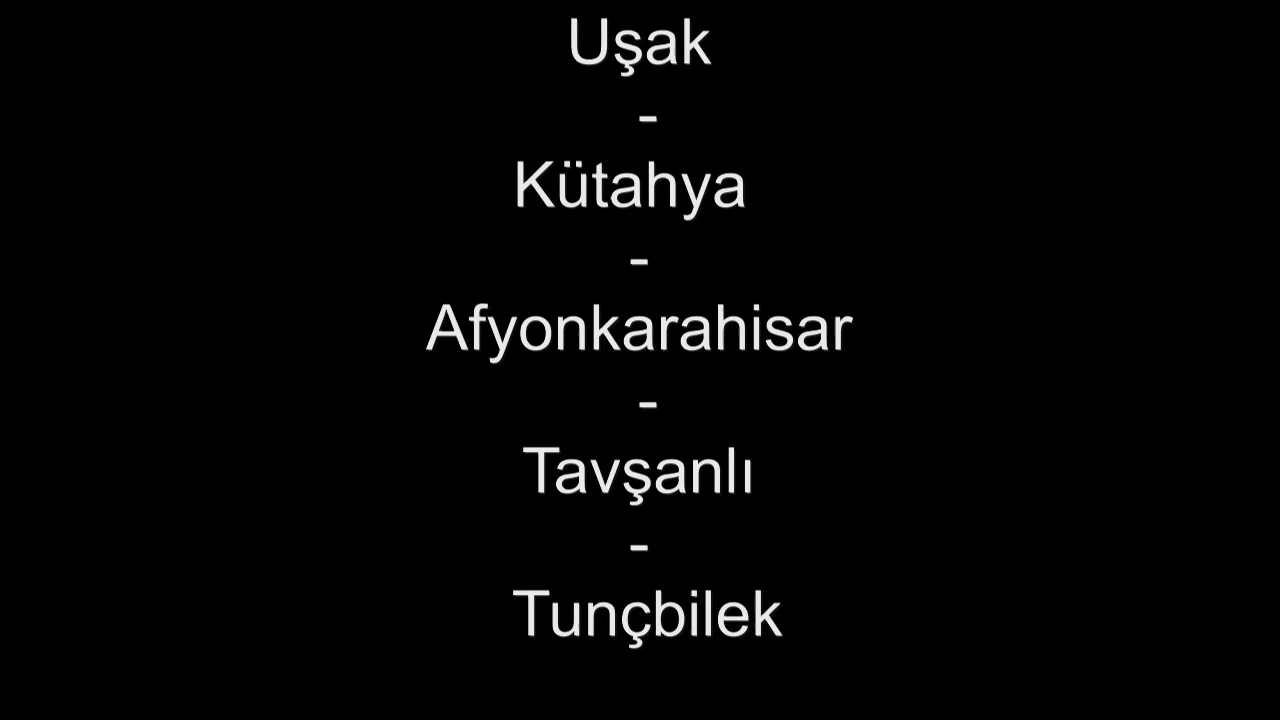 Uşak
-
Kütahya
-
Afyonkarahisar
-
Tavşanlı
-
Tunçbilek